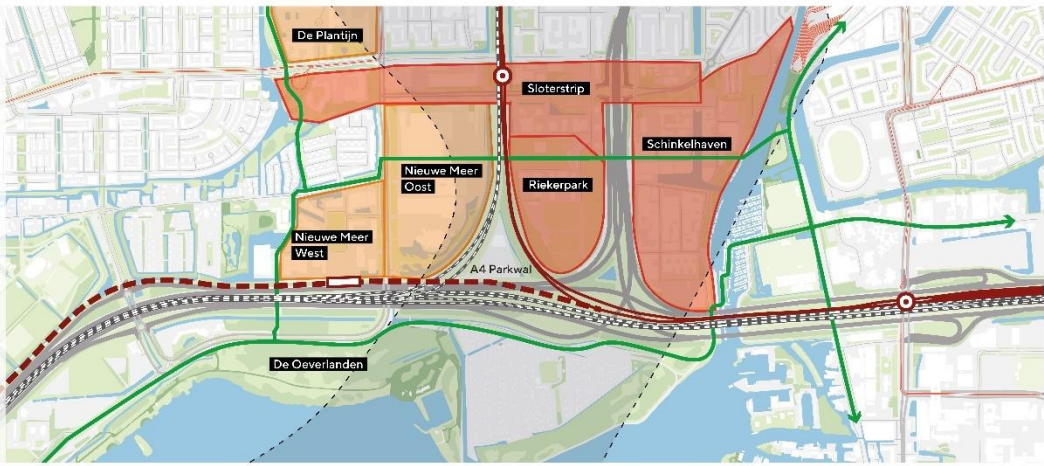 De Plantijn
Sloterstrip
Schinkelhaven
Nieuwe Meer
Oost
Riekerpark
Nieuwe Meer
West
A4 Parkwal
De Oeverlanden